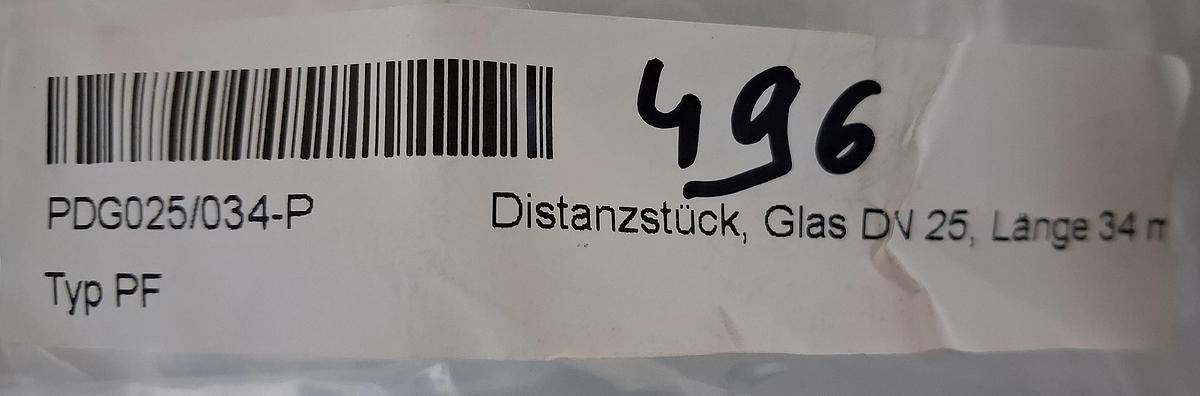 496
PDG025/034-P Distanzstück, Glas DN 25, Länge 34 m
Typ PF